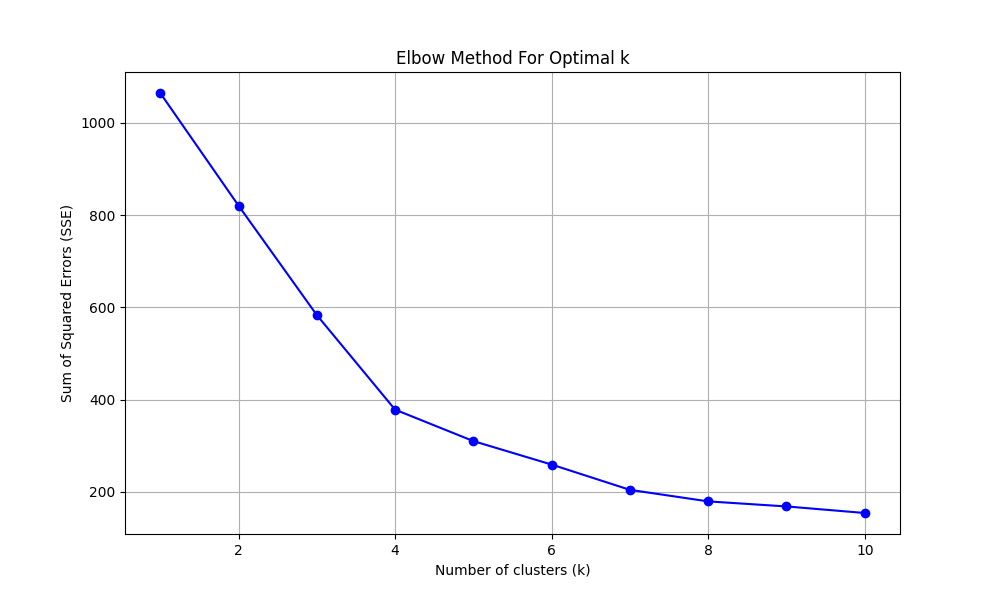 Elbow Method For Optimal k
1000
800
600
400
200
Sum of Squared Errors (SSE)
2 4 6 8 10
Number of clusters (k)